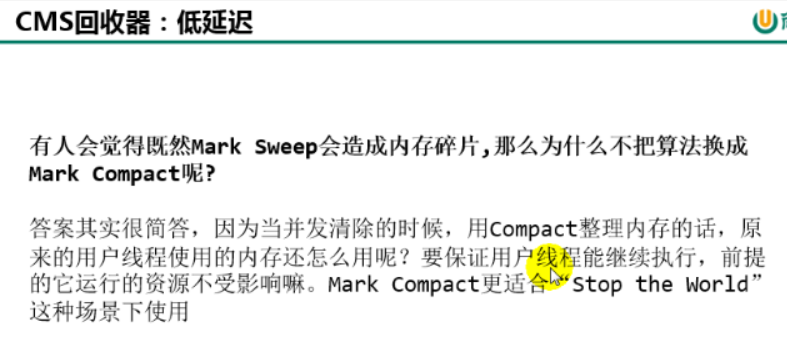 CMS回收器：低延迟
有人会觉得既然Mark Sweep会造成内存碎片,那么为什么不把算法换成
Mark Compact呢?
答案其实很简答，因为当并发清除的时候，用Compact整理内存的话，原
来的用户线程使用的内存还怎么用呢？要保证用户线程能继续执行，前提
的它运行的资源不受影响嘛。Mark Compact更适合“Stop the World”
这种场景下使用